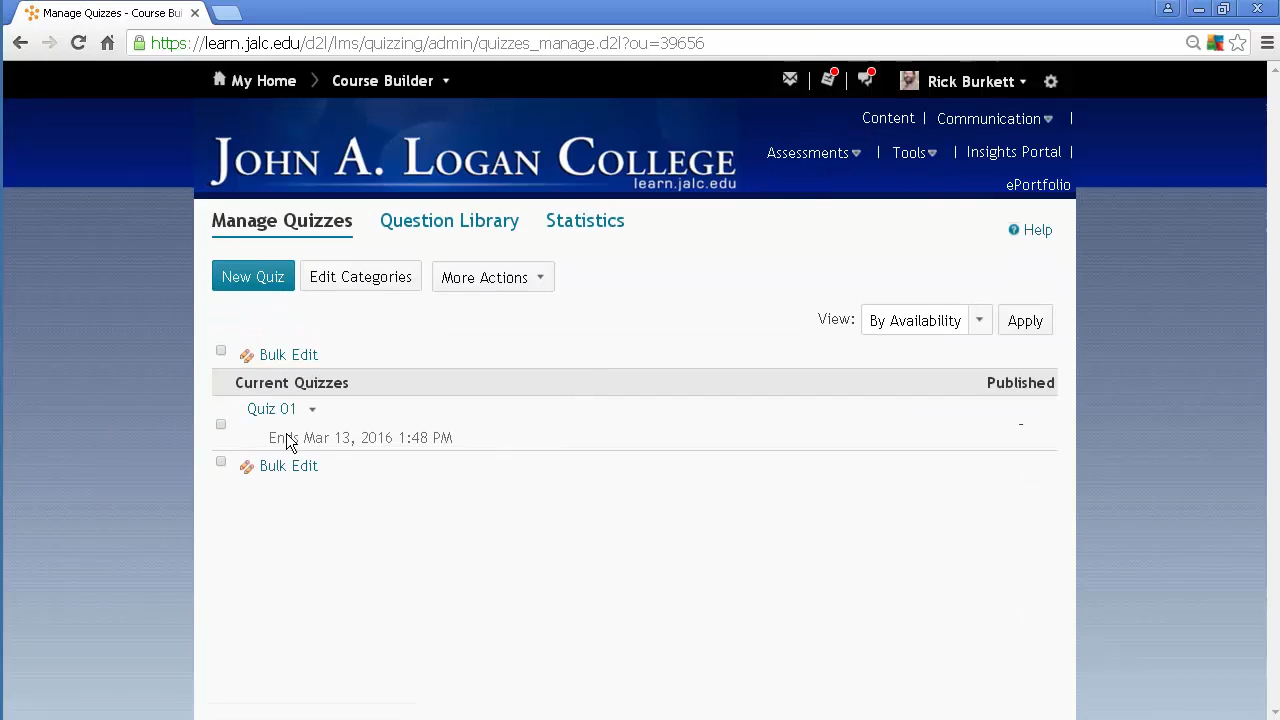 Manage Quizzes - Course Buil
https://learn.jalc.edu/d2l/lms/quizzing/admin/quizzes_manage.d2l?ou=39656
My Home Course Builder Rick Burkett
Content | Communication |
JOHN A. LOGAN COLLEGE
learn.jalc.edu
Assessments | Tools | Insights Portal |
ePortfolio
Manage Quizzes Question Library Statistics
Help
New Quiz Edit Categories More Actions
View: By Availability Apply
Bulk Edit
Current Quizzes Published
Quiz 01
-
Ends Mar 13, 2016 1:48 PM
Bulk Edit